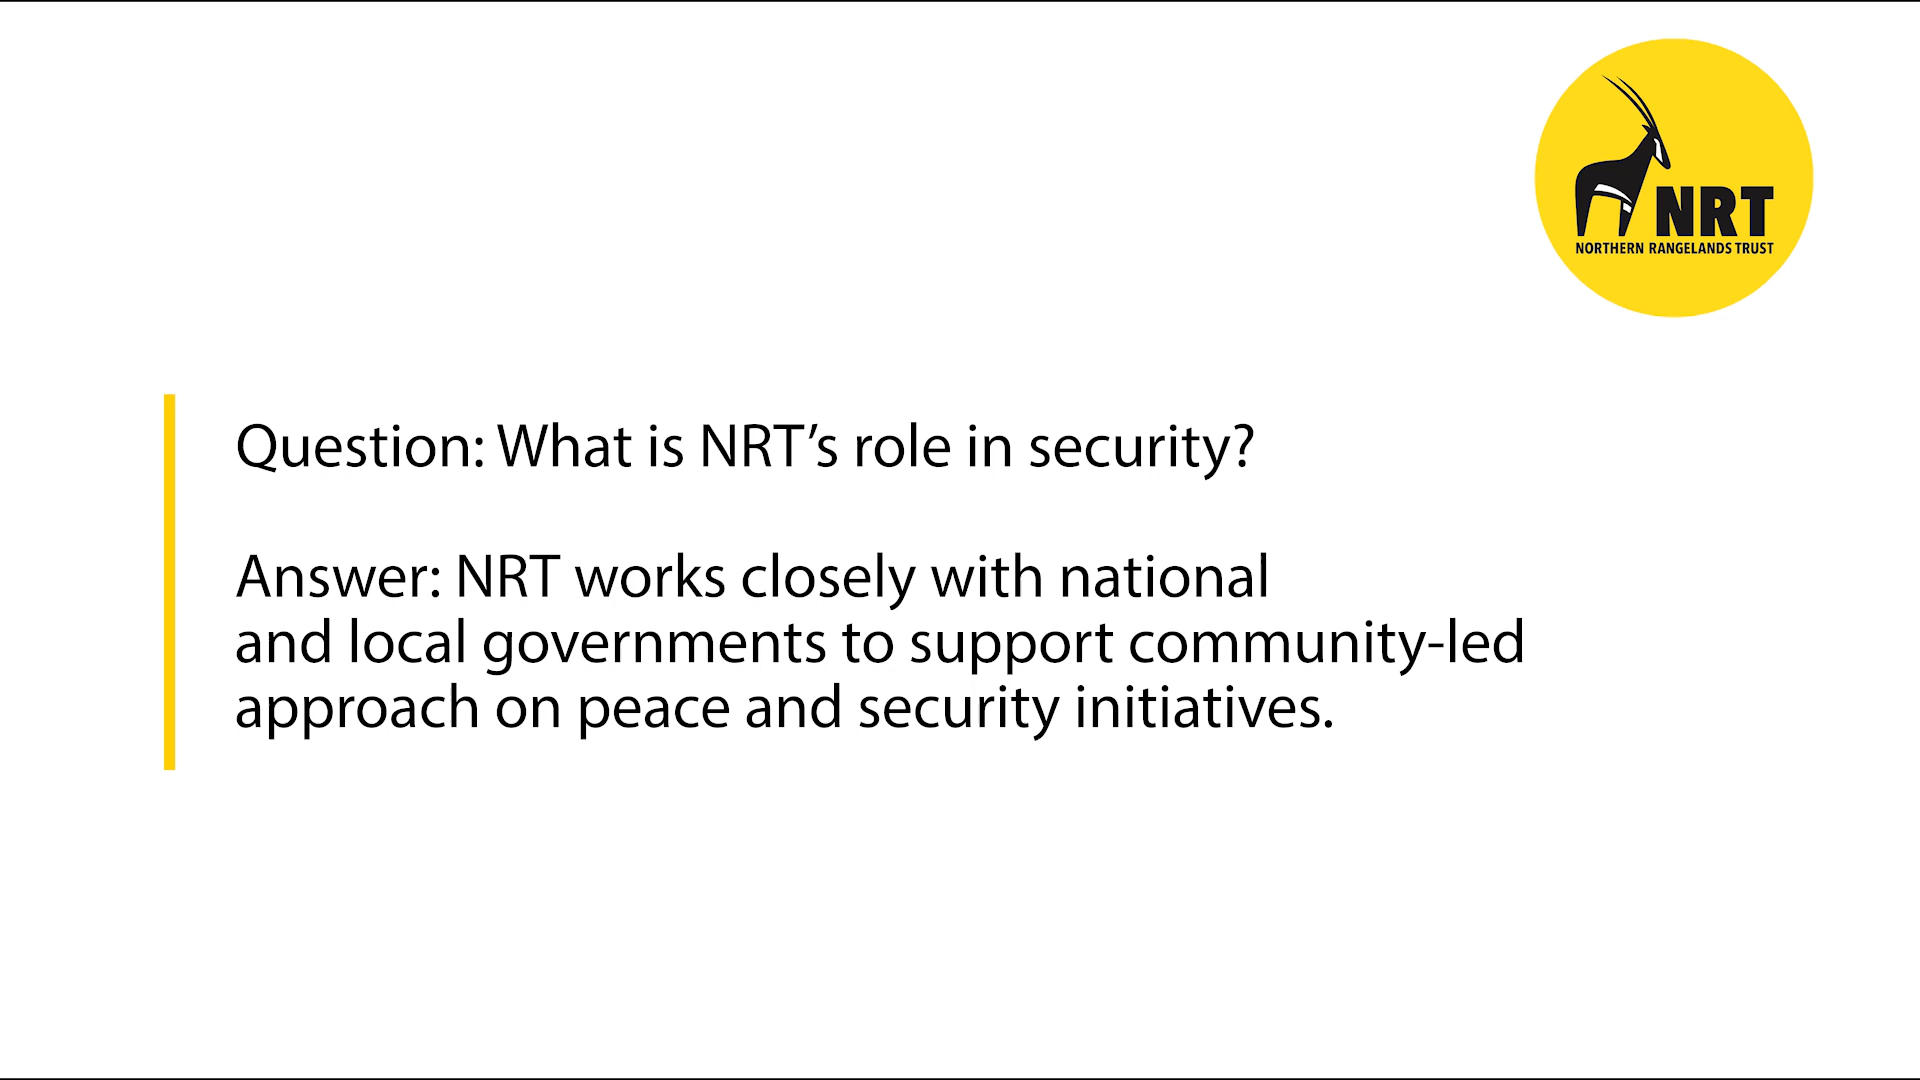 NRT
NORTHERN RANGELANDS TRUST
Question: What is NRT’s role in security?
Answer: NRT works closely with national
and local governments to support community-led
approach on peace and security initiatives.